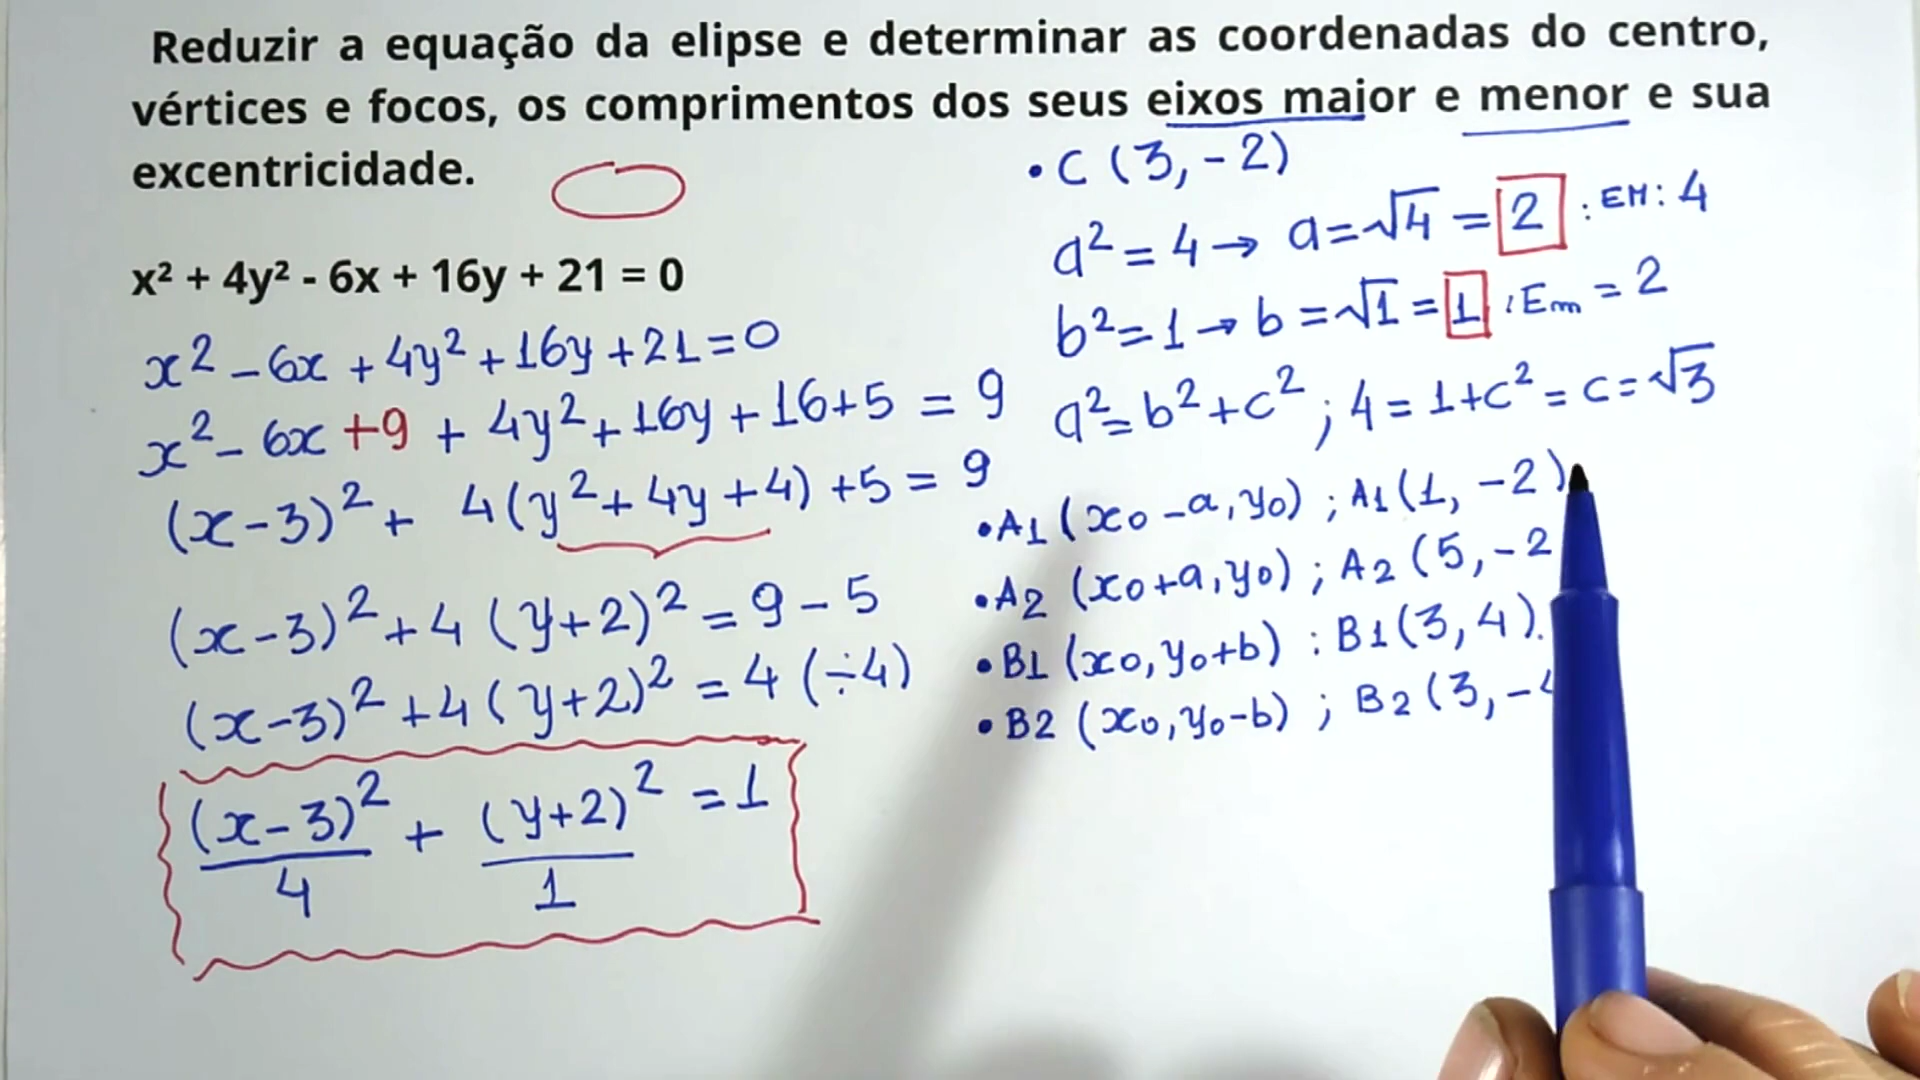 Reduzir a equação da elipse e determinar as coordenadas do centro,
vértices e focos, os comprimentos dos seus eixos maior e menor e sua
excentricidade.
x² + 4y² - 6x + 16y + 21 = 0
x² - 6x + 4y² + 16y + 21 = 0
x² - 6x + 9 + 4y² + 16y + 16 + 5 = 9
(x-3)² + 4(y² + 4y + 4) + 5 = 9
(x-3)² + 4(y+2)² = 9 - 5
(x-3)² + 4(y+2)² = 4 (÷4)
(x-3)²/4 + (y+2)²/1 = 1
• C (3, -2)
a² = 4 → a = √4 = 2 : EM: 4
b² = 1 → b = √1 = 1 : Em = 2
a² = b² + c² ; 4 = 1 + c² = c = √3
• A1 (x0 - a, y0) ; A1 (1, -2)
• A2 (x0 + a, y0) ; A2 (5, -2
• B1 (x0, y0 + b) : B1 (3, 4).
• B2 (x0, y0 - b) ; B2 (3, -